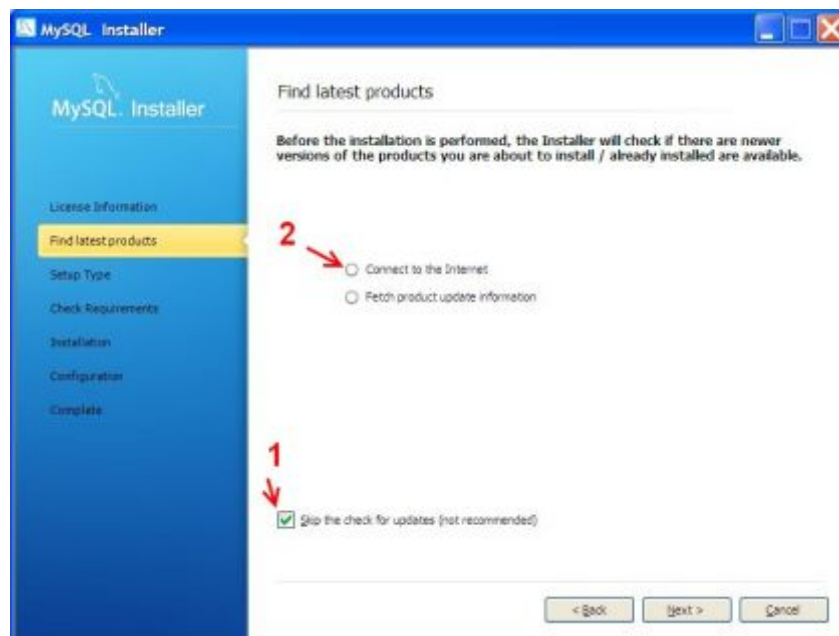 MySQL Installer
MySQL. Installer
License Information
Find latest products
Setup Type
Check Requirements
Installation
Configuration
Complete
Find latest products
Before the installation is performed, the Installer will check if there are newer
versions of the products you are about to install / already installed are available.
2
Connect to the Internet
Fetch product update information
1
Skip the check for updates (not recommended)
< Back
Next >
Cancel